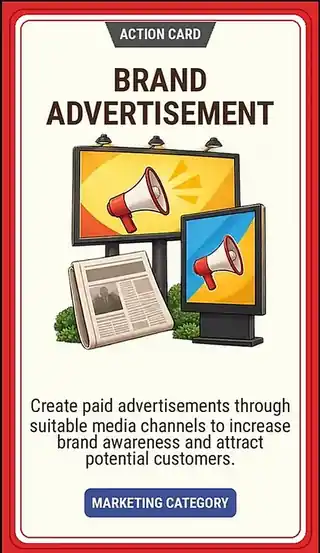 ACTION CARD
BRAND
ADVERTISEMENT
Create paid advertisements through
suitable media channels to increase
brand awareness and attract
potential customers.
MARKETING CATEGORY